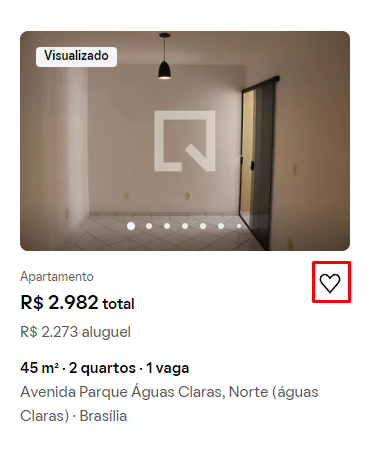 Visualizado
Apartamento
R$ 2.982 total
R$ 2.273 aluguel
45 m² · 2 quartos · 1 vaga
Avenida Parque Águas Claras, Norte (águas
Claras) · Brasília